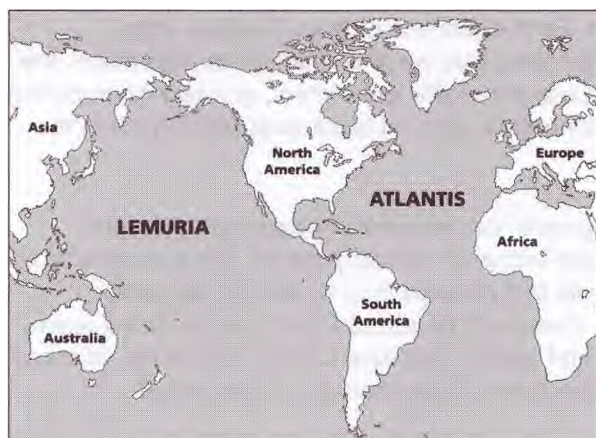 Asia
North
America
Europe
ATLANTIS
LEMURIA
Africa
South
America
Australia